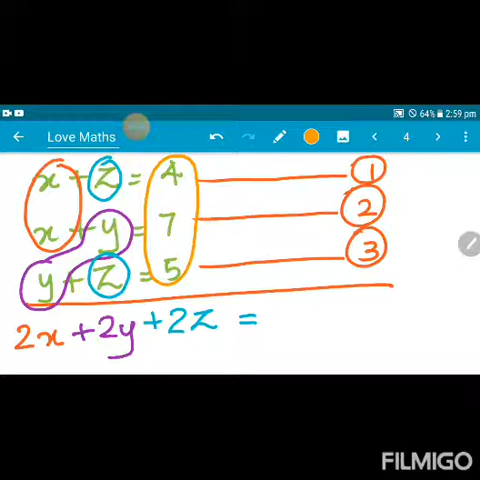 64% 2:59 pm
Love Maths 4
x + z = 4 1
x + y = 7 2
y + z = 5 3
2x + 2y + 2z =
FILMIGO